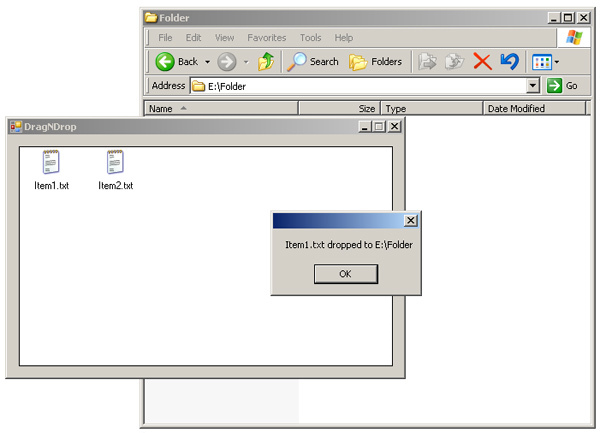 Folder
File Edit View Favorites Tools Help
Back Search Folders
Address E:\Folder Go
Name Size Type Date Modified
DragNDrop
Item1.txt Item2.txt
Item1.txt dropped to E:\Folder
OK